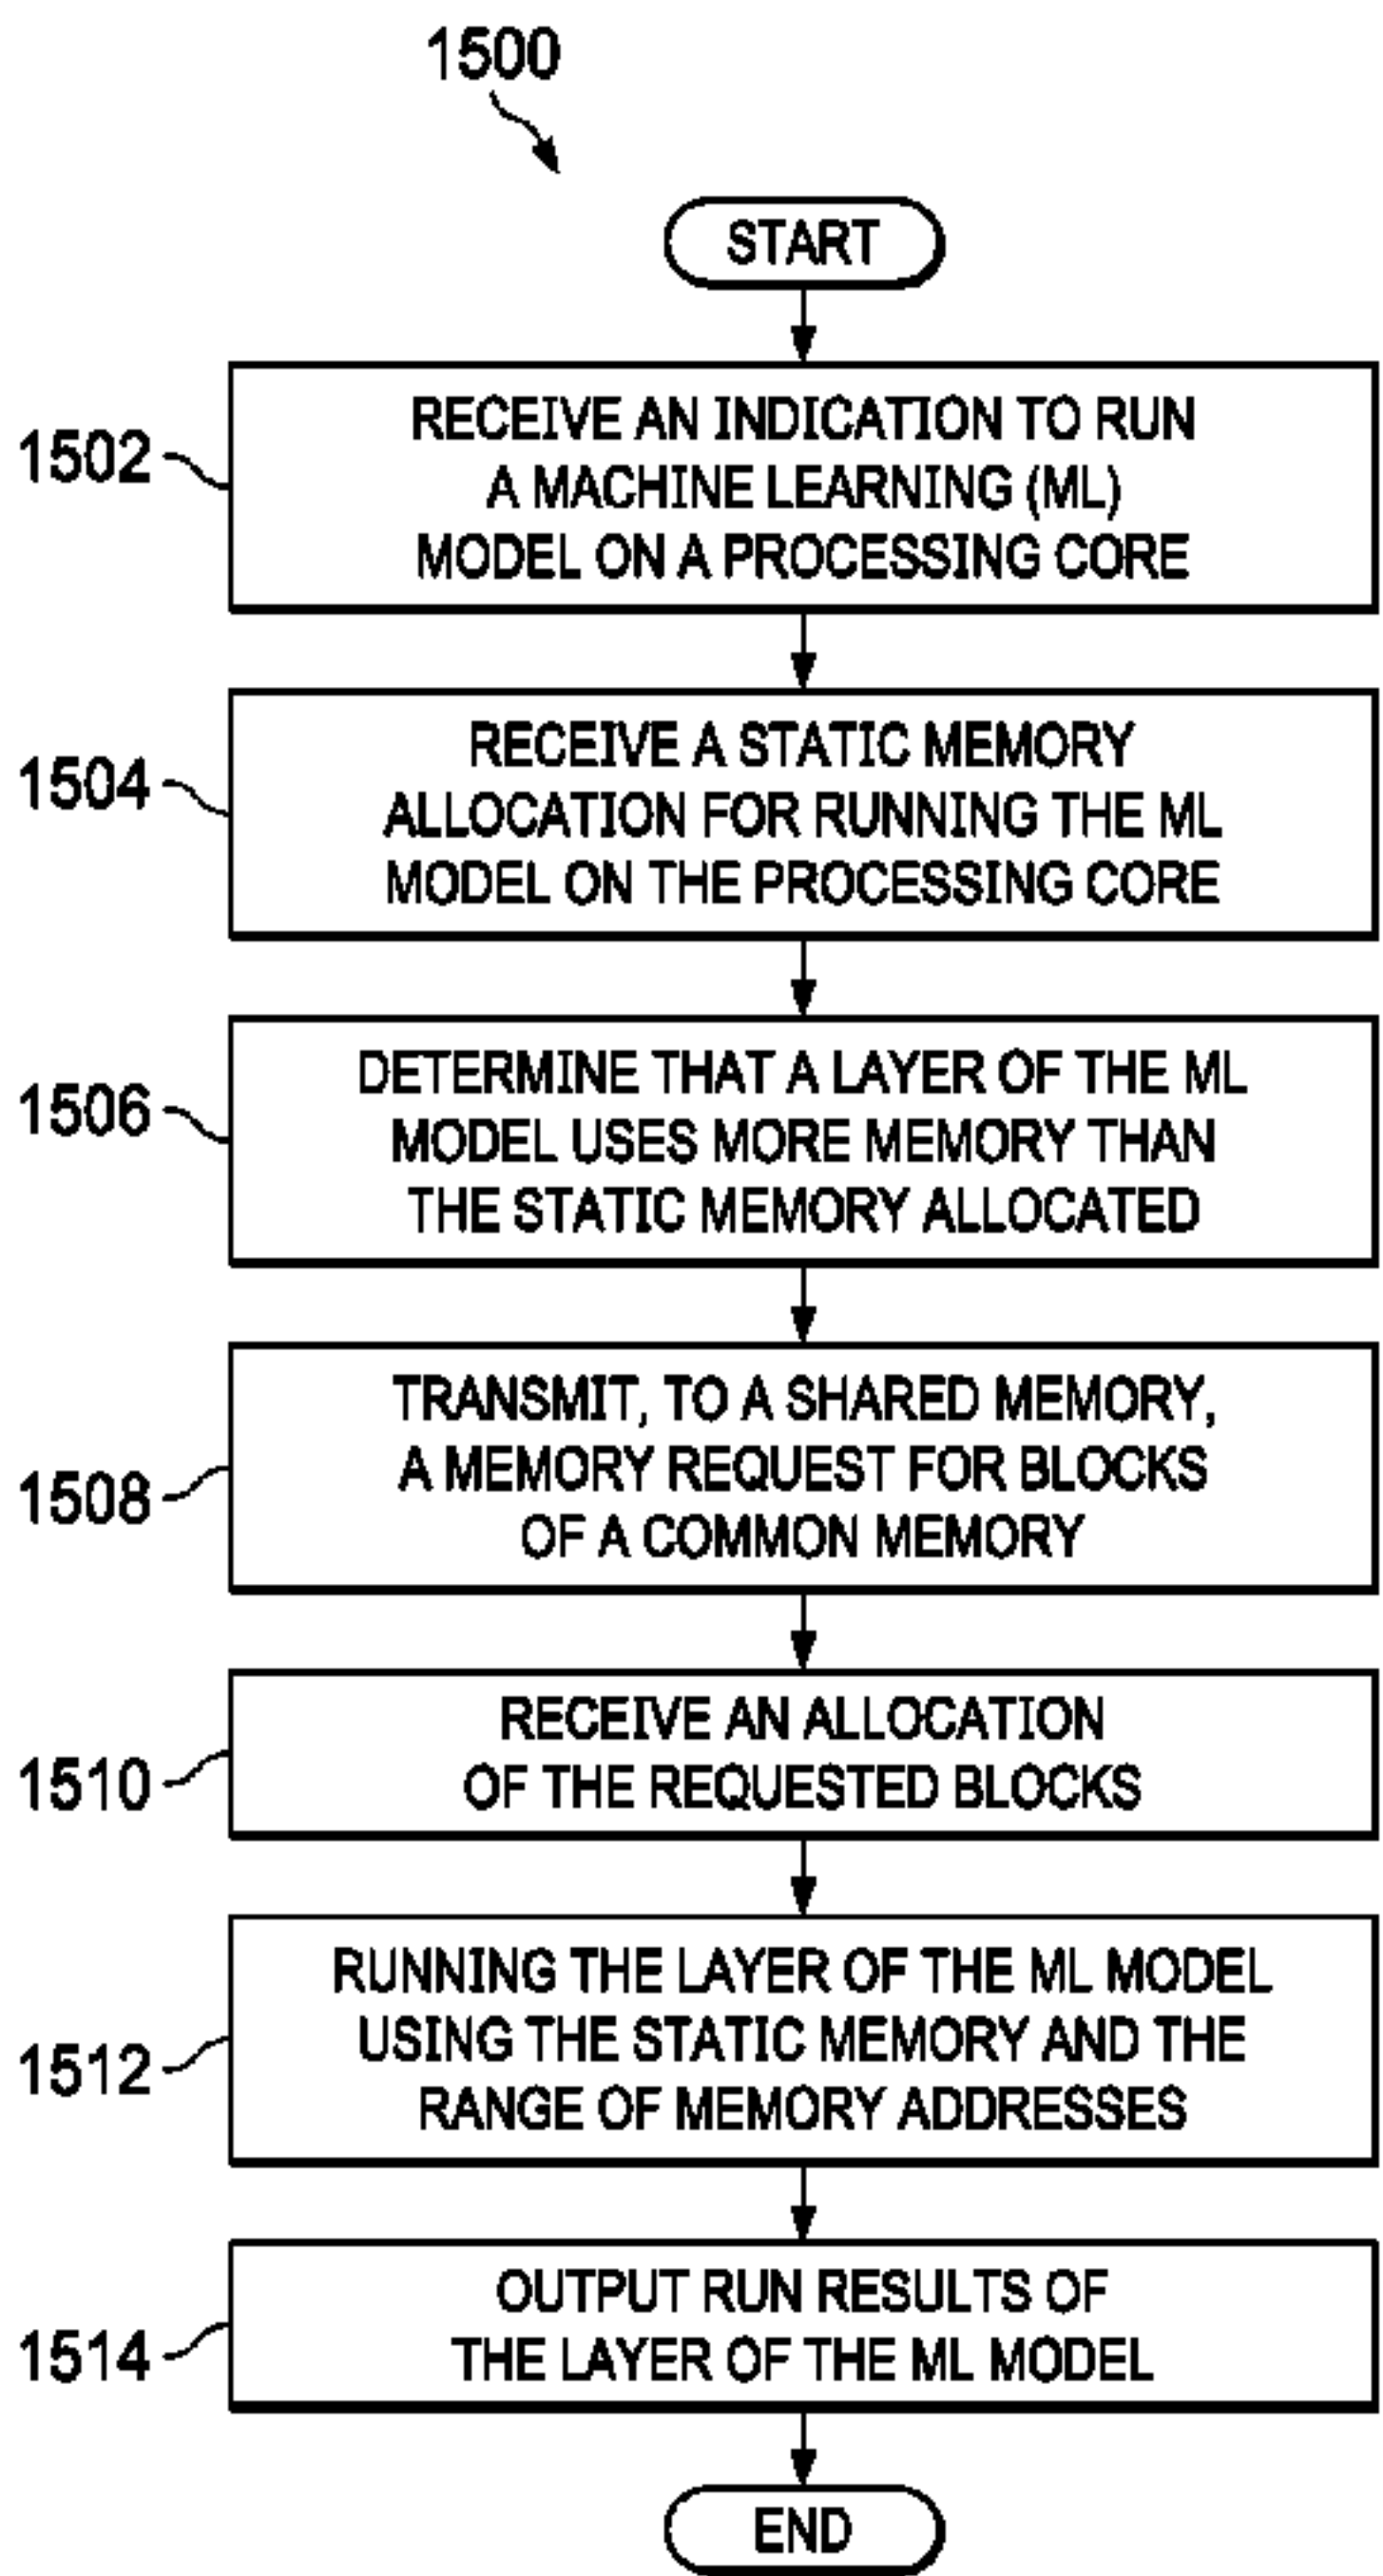 1500
START
1502
RECEIVE AN INDICATION TO RUN
A MACHINE LEARNING (ML)
MODEL ON A PROCESSING CORE
1504
RECEIVE A STATIC MEMORY
ALLOCATION FOR RUNNING THE ML
MODEL ON THE PROCESSING CORE
1506
DETERMINE THAT A LAYER OF THE ML
MODEL USES MORE MEMORY THAN
THE STATIC MEMORY ALLOCATED
1508
TRANSMIT, TO A SHARED MEMORY,
A MEMORY REQUEST FOR BLOCKS
OF A COMMON MEMORY
1510
RECEIVE AN ALLOCATION
OF THE REQUESTED BLOCKS
1512
RUNNING THE LAYER OF THE ML MODEL
USING THE STATIC MEMORY AND THE
RANGE OF MEMORY ADDRESSES
1514
OUTPUT RUN RESULTS OF
THE LAYER OF THE ML MODEL
END